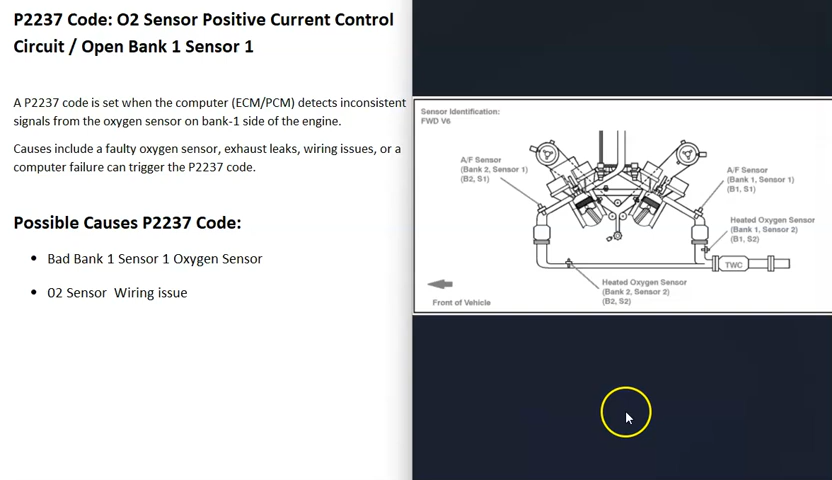 P2237 Code: O2 Sensor Positive Current Control
Circuit / Open Bank 1 Sensor 1
A P2237 code is set when the computer (ECM/PCM) detects inconsistent
signals from the oxygen sensor on bank-1 side of the engine.
Causes include a faulty oxygen sensor, exhaust leaks, wiring issues, or a
computer failure can trigger the P2237 code.
Possible Causes P2237 Code:
• Bad Bank 1 Sensor 1 Oxygen Sensor
• 02 Sensor Wiring issue
Sensor Identification:
FWD V6
A/F Sensor
(Bank 2, Sensor 1)
(B2, S1)
A/F Sensor
(Bank 1, Sensor 1)
(B1, S1)
Heated Oxygen Sensor
(Bank 1, Sensor 2)
(B1, S2)
TWC
Heated Oxygen Sensor
(Bank 2, Sensor 2)
(B2, S2)
Front of Vehicle